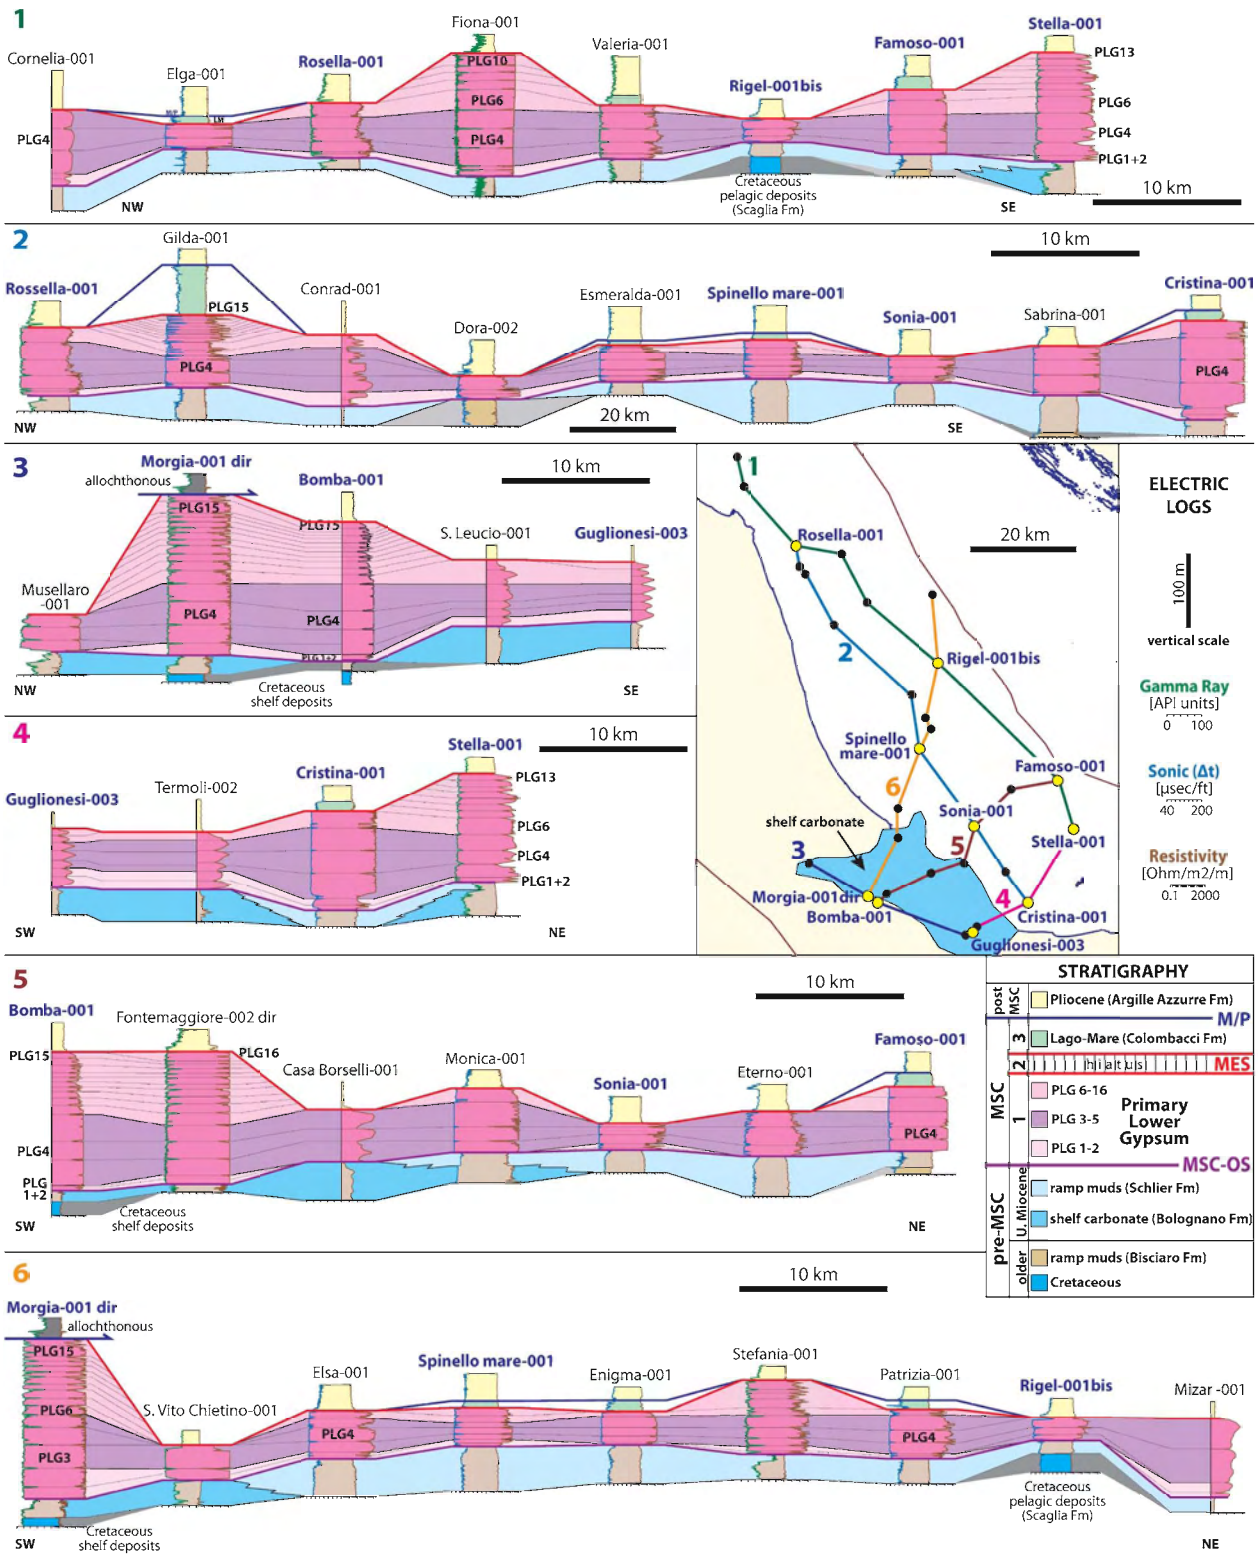 1
Cornelia-001
Elga-001
Rosella-001
Fiona-001
Valeria-001
Rigel-001bis
Famoso-001
Stella-001
PLG4
M/P
LM
PLG10
PLG6
PLG4
PLG13
PLG6
PLG4
PLG1+2
NW
Cretaceous
pelagic deposits
(Scaglia Fm)
SE
10 km
2
Rossella-001
Gilda-001
Conrad-001
Dora-002
Esmeralda-001
Spinello mare-001
Sonia-001
Sabrina-001
Cristina-001
10 km
PLG15
PLG4
PLG4
NW
20 km
SE
3
Morgia-001 dir
allochthonous
Bomba-001
10 km
S. Leucio-001
Guglionesi-003
Musellaro
-001
PLG15
PLG4
PLG15
PLG4
PLG1+2
NW
Cretaceous
shelf deposits
SE
4
Guglionesi-003
Termoli-002
Cristina-001
Stella-001
10 km
PLG13
PLG6
PLG4
PLG1+2
SW
NE
1
Rosella-001
20 km
2
Rigel-001bis
Spinello
mare-001
Famoso-001
6
Sonia-001
shelf carbonate
Stella-001
3
5
Morgia-001dir
Bomba-001
4
Cristina-001
Guglionesi-003
ELECTRIC
LOGS
100 m
vertical scale
Gamma Ray
[API units]
0 100
Sonic (Δt)
[μsec/ft]
40 200
Resistivity
[Ohm/m2/m]
0.1 2000
5
Bomba-001
Fontemaggiore-002 dir
Casa Borselli-001
Monica-001
Sonia-001
Eterno-001
Famoso-001
10 km
PLG15
PLG16
PLG4
PLG
1+2
PLG4
SW
Cretaceous
shelf deposits
NE
STRATIGRAPHY
post
MSC
Pliocene (Argille Azzurre Fm)
M/P
MSC
3
Lago-Mare (Colombacci Fm)
2
hiatus
MES
1
PLG 6-16
PLG 3-5
PLG 1-2
Primary
Lower
Gypsum
MSC-OS
pre-MSC
U. Miocene
ramp muds (Schlier Fm)
shelf carbonate (Bolognano Fm)
older
ramp muds (Bisciaro Fm)
Cretaceous
6
Morgia-001 dir
allochthonous
S. Vito Chietino-001
Elsa-001
Spinello mare-001
Enigma-001
Stefania-001
Patrizia-001
Rigel-001bis
Mizar -001
10 km
PLG15
PLG6
PLG3
PLG4
PLG4
SW
Cretaceous
shelf deposits
Cretaceous
pelagic deposits
(Scaglia Fm)
NE